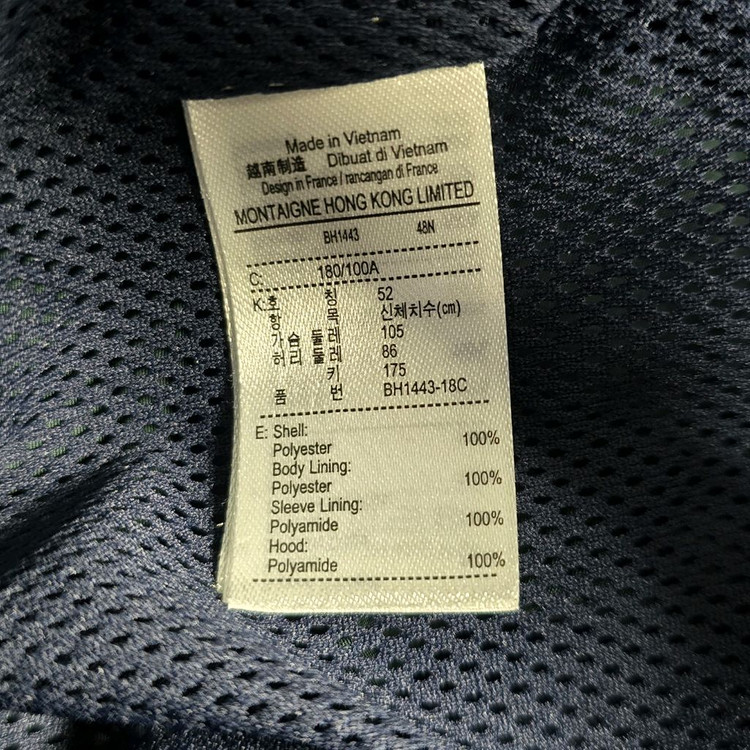 Made in Vietnam
越南制造 Dibuat di Vietnam
Design in France / rancangan di France
MONTAIGNE HONG KONG LIMITED
BH1443 48N
C: 180/100A
K: 호 칭 52
항 목 신체치수(cm)
가 슴 둘 레 105
허 리 둘 레 86
키 175
품 번 BH1443-18C
E: Shell:
Polyester 100%
Body Lining:
Polyester 100%
Sleeve Lining:
Polyamide 100%
Hood:
Polyamide 100%